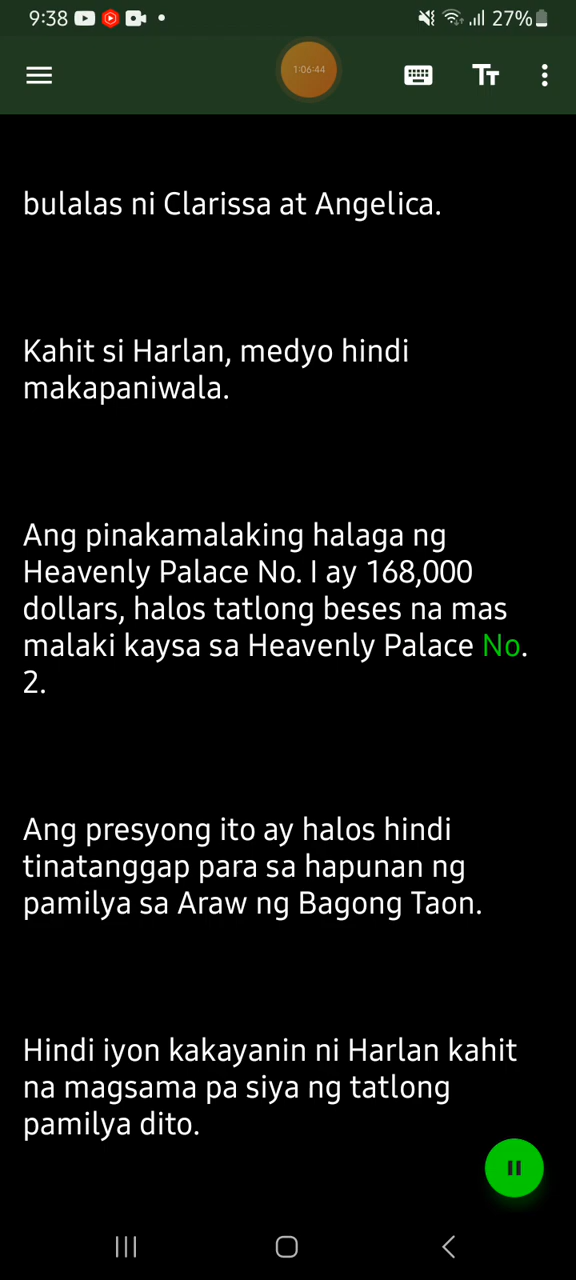 9:38
27%
1:06:44
bulalas ni Clarissa at Angelica.
Kahit si Harlan, medyo hindi
makapaniwala.
Ang pinakamalaking halaga ng
Heavenly Palace No. I ay 168,000
dollars, halos tatlong beses na mas
malaki kaysa sa Heavenly Palace No.
2.
Ang presyong ito ay halos hindi
tinatanggap para sa hapunan ng
pamilya sa Araw ng Bagong Taon.
Hindi iyon kakayanin ni Harlan kahit
na magsama pa siya ng tatlong
pamilya dito.